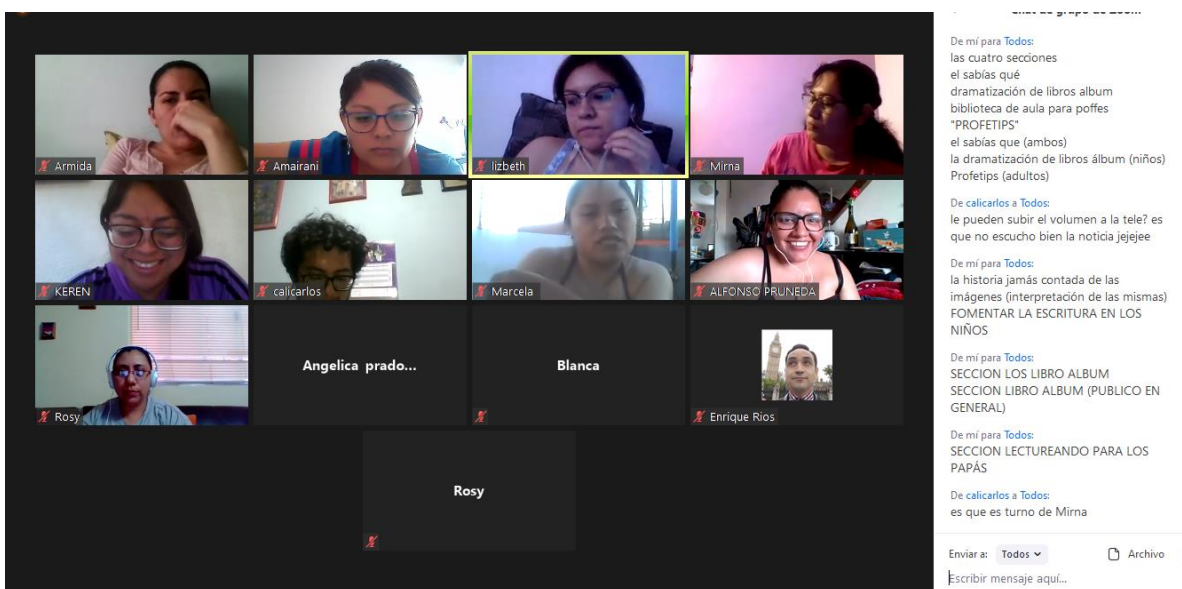 Armida
Amairani
lizbeth
Mirna
KEREN
calicarlos
Marcela
ALFONSO PRUNEDA
Rosy
Angelica prado...
Blanca
Enrique Rios
Rosy
Chat de grupo de Zoo...
De mí para Todos:
las cuatro secciones
el sabías qué
dramatización de libros album
biblioteca de aula para poffes
"PROFETIPS"
el sabías que (ambos)
la dramatización de libros álbum (niños)
Profetips (adultos)
De calicarlos a Todos:
le pueden subir el volumen a la tele? es
que no escucho bien la noticia jejejee
De mí para Todos:
la historia jamás contada de las
imágenes (interpretación de las mismas)
FOMENTAR LA ESCRITURA EN LOS
NIÑOS
De mí para Todos:
SECCION LOS LIBRO ALBUM
SECCION LIBRO ALBUM (PUBLICO EN
GENERAL)
De mí para Todos:
SECCION LECTUREANDO PARA LOS
PAPÁS
De calicarlos a Todos:
es que es turno de Mirna
Enviar a: Todos
Archivo
Escribir mensaje aquí...